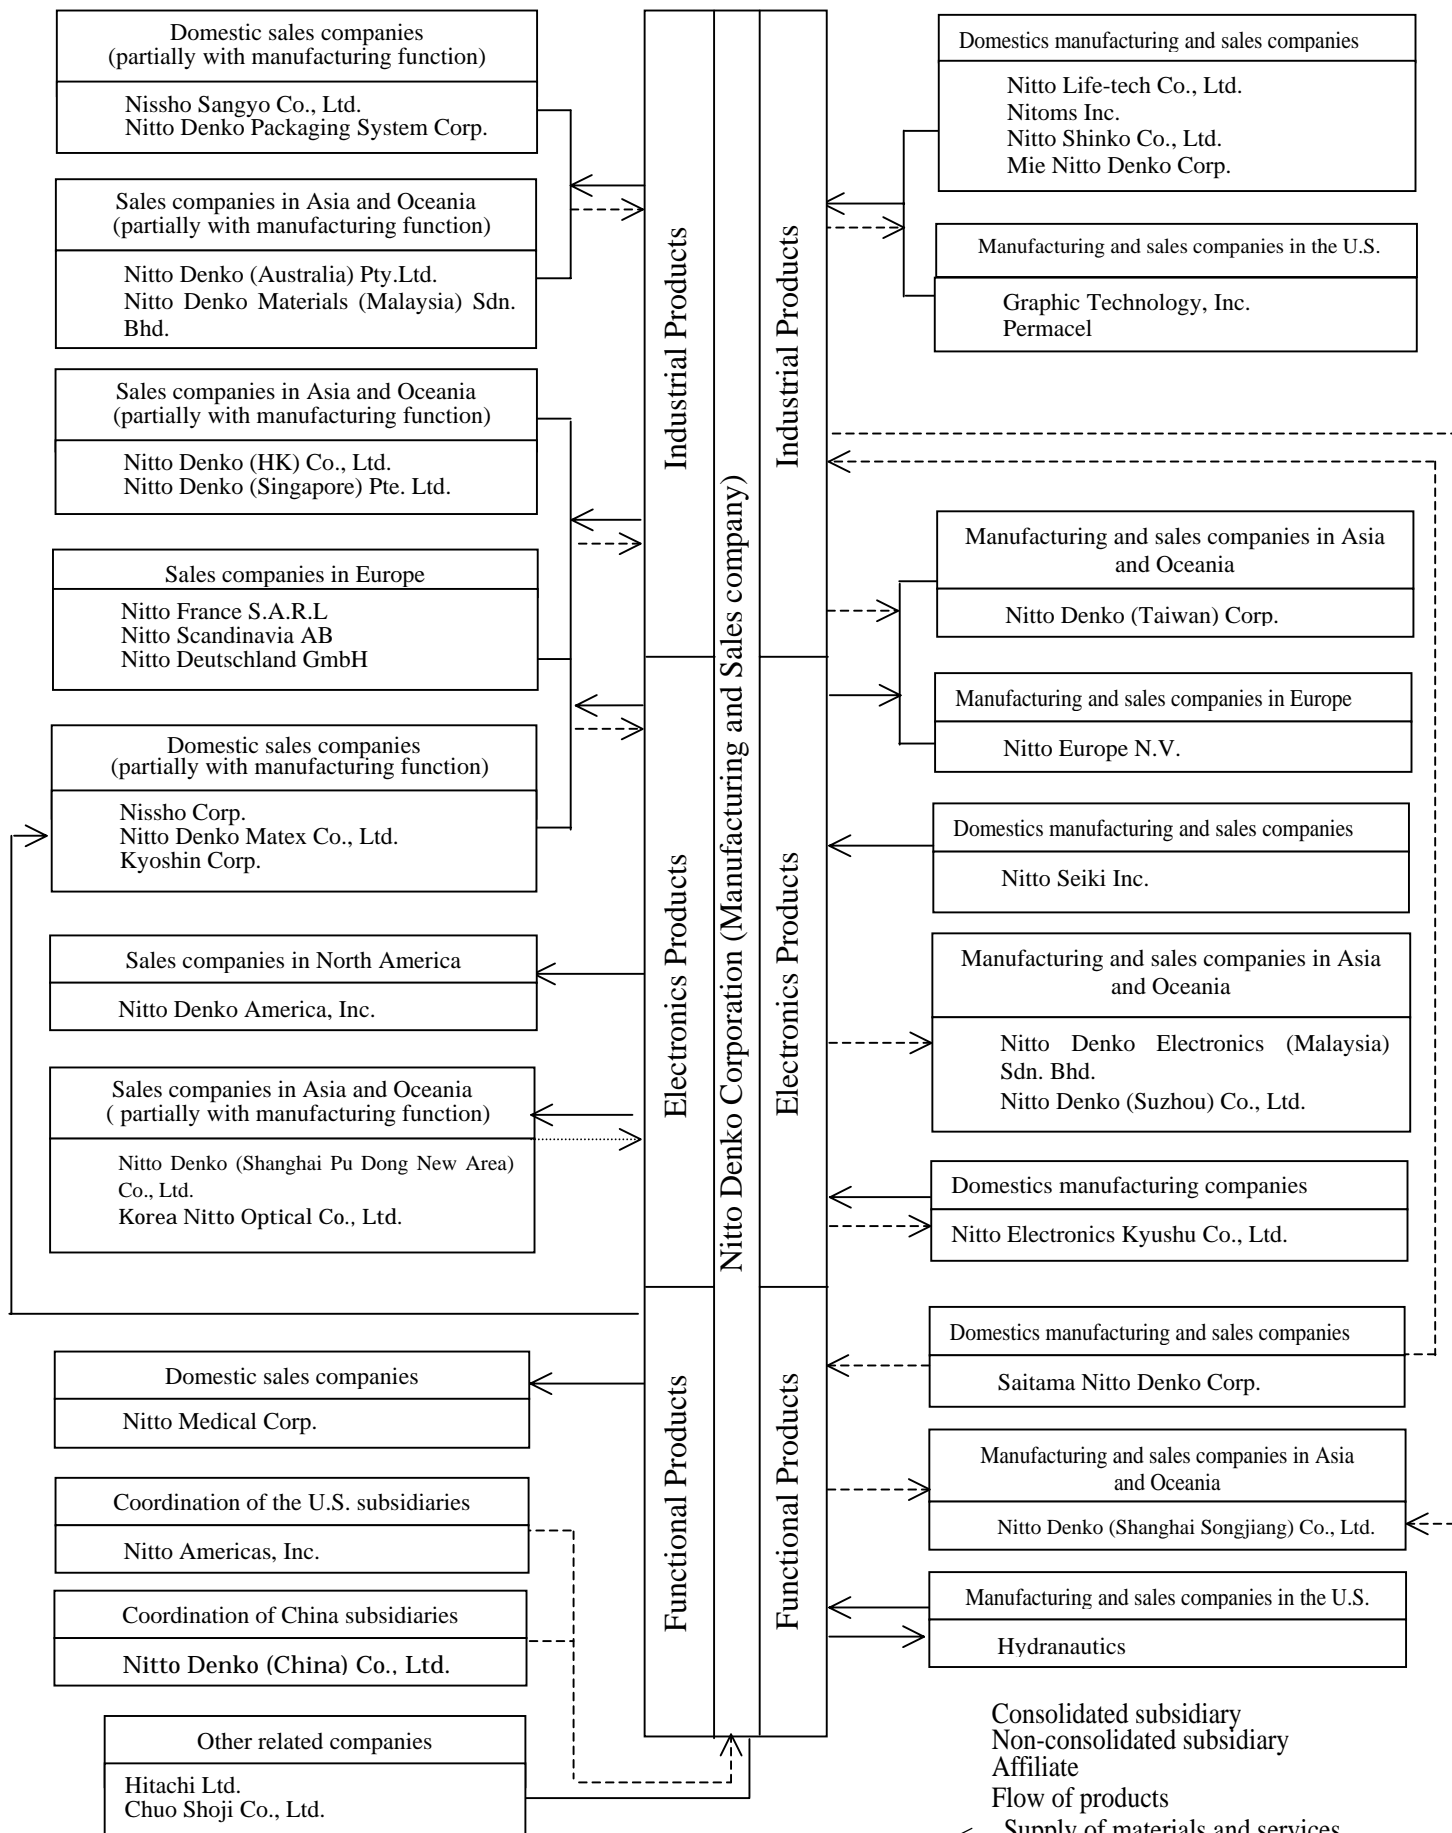 Domestic sales companies
(partially with manufacturing function)
Nissho Sangyo Co., Ltd.
Nitto Denko Packaging System Corp.
Sales companies in Asia and Oceania
(partially with manufacturing function)
Nitto Denko (Australia) Pty.Ltd.
Nitto Denko Materials (Malaysia) Sdn.
Bhd.
Sales companies in Asia and Oceania
(partially with manufacturing function)
Nitto Denko (HK) Co., Ltd.
Nitto Denko (Singapore) Pte. Ltd.
Sales companies in Europe
Nitto France S.A.R.L
Nitto Scandinavia AB
Nitto Deutschland GmbH
Domestic sales companies
(partially with manufacturing function)
Nissho Corp.
Nitto Denko Matex Co., Ltd.
Kyoshin Corp.
Sales companies in North America
Nitto Denko America, Inc.
Sales companies in Asia and Oceania
( partially with manufacturing function)
Nitto Denko (Shanghai Pu Dong New Area)
Co., Ltd.
Korea Nitto Optical Co., Ltd.
Domestic sales companies
Nitto Medical Corp.
Coordination of the U.S. subsidiaries
Nitto Americas, Inc.
Coordination of China subsidiaries
Nitto Denko (China) Co., Ltd.
Other related companies
Hitachi Ltd.
Chuo Shoji Co., Ltd.
Industrial Products
Electronics Products
Functional Products
Nitto Denko Corporation (Manufacturing and Sales company)
Industrial Products
Electronics Products
Functional Products
Domestics manufacturing and sales companies
Nitto Life-tech Co., Ltd.
Nitoms Inc.
Nitto Shinko Co., Ltd.
Mie Nitto Denko Corp.
Manufacturing and sales companies in the U.S.
Graphic Technology, Inc.
Permacel
Manufacturing and sales companies in Asia
and Oceania
Nitto Denko (Taiwan) Corp.
Manufacturing and sales companies in Europe
Nitto Europe N.V.
Domestics manufacturing and sales companies
Nitto Seiki Inc.
Manufacturing and sales companies in Asia
and Oceania
Nitto Denko Electronics (Malaysia)
Sdn. Bhd.
Nitto Denko (Suzhou) Co., Ltd.
Domestics manufacturing companies
Nitto Electronics Kyushu Co., Ltd.
Domestics manufacturing and sales companies
Saitama Nitto Denko Corp.
Manufacturing and sales companies in Asia
and Oceania
Nitto Denko (Shanghai Songjiang) Co., Ltd.
Manufacturing and sales companies in the U.S.
Hydranautics
Consolidated subsidiary
Non-consolidated subsidiary
Affiliate
Flow of products
Supply of materials and services